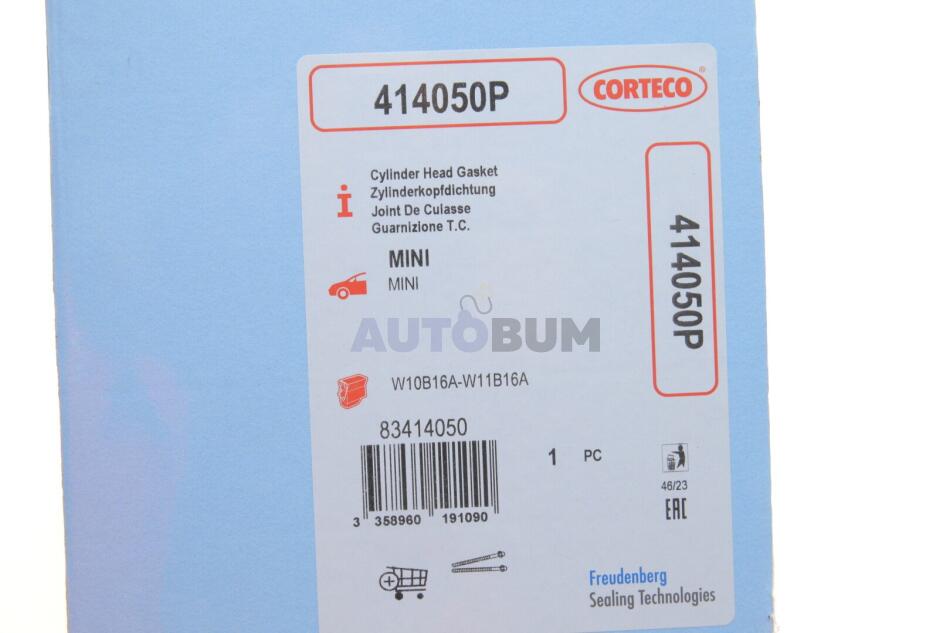 414050P
CORTECO®
Cylinder Head Gasket
Zylinderkopfdichtung
Joint De Culasse
Guarnizione T.C.
MINI
MINI
414050P
AUTOBUM
W10B16A-W11B16A
83414050
1 PC
3 358960 191090
46/23
EAC
Freudenberg
Sealing Technologies